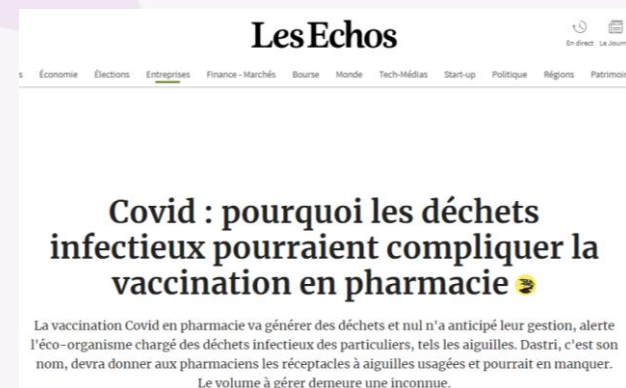 Les Echos
En direct Le Journ
s Économie Élections Entreprises Finance - Marchés Bourse Monde Tech-Médias Start-up Politique Régions Patrimoin
Covid : pourquoi les déchets
infectieux pourraient compliquer la
vaccination en pharmacie
La vaccination Covid en pharmacie va générer des déchets et nul n'a anticipé leur gestion, alerte
l'éco-organisme chargé des déchets infectieux des particuliers, tels les aiguilles. Dastri, c'est son
nom, devra donner aux pharmaciens les réceptacles à aiguilles usagées et pourrait en manquer.
Le volume à gérer demeure une inconnue.